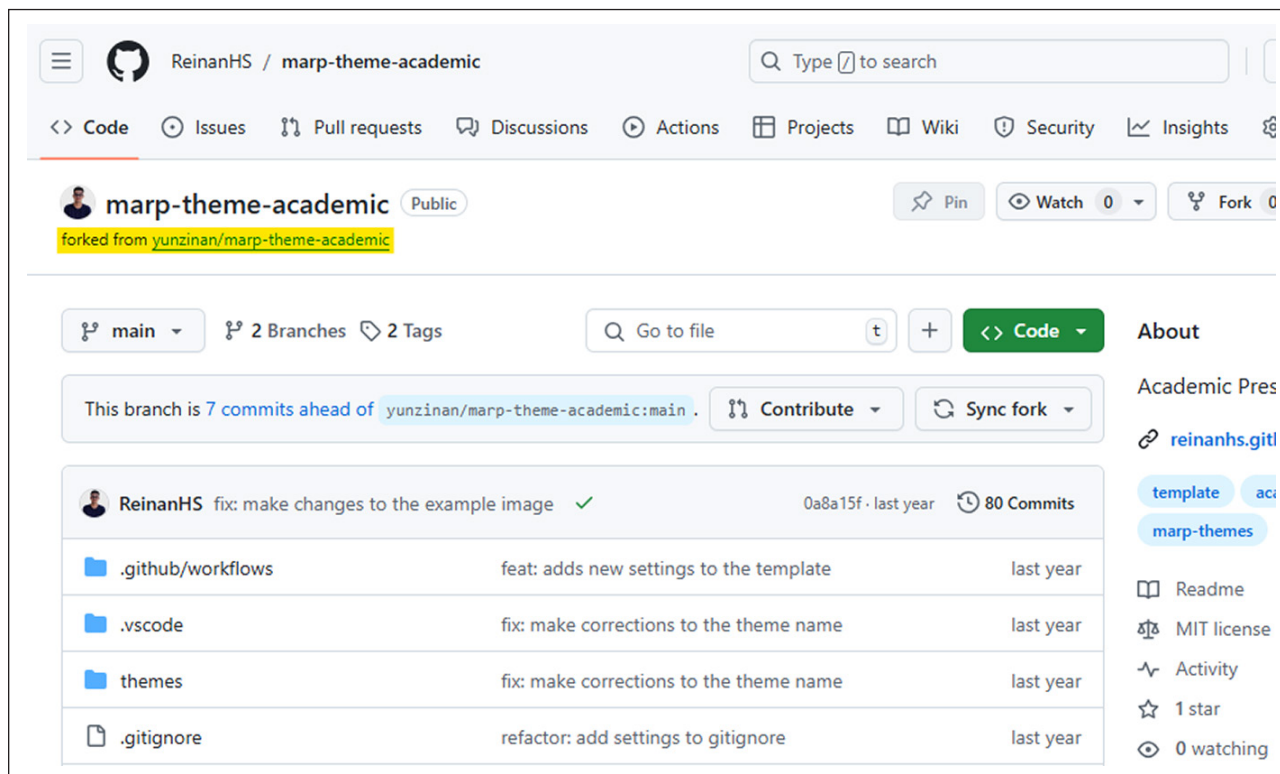 ReinanHS / marp-theme-academic
Type / to search
Code Issues Pull requests Discussions Actions Projects Wiki Security Insights
marp-theme-academic Public
Pin Watch 0 Fork 0
forked from yunzinan/marp-theme-academic
main 2 Branches 2 Tags
Go to file t
Code
About
This branch is 7 commits ahead of yunzinan/marp-theme-academic:main . Contribute Sync fork
Academic Pres
reinanhs.gitl
template aca
marp-themes
ReinanHS fix: make changes to the example image 0a8a15f · last year 80 Commits
.github/workflows feat: adds new settings to the template last year
.vscode fix: make corrections to the theme name last year
themes fix: make corrections to the theme name last year
.gitignore refactor: add settings to gitignore last year
Readme
MIT license
Activity
1 star
0 watching